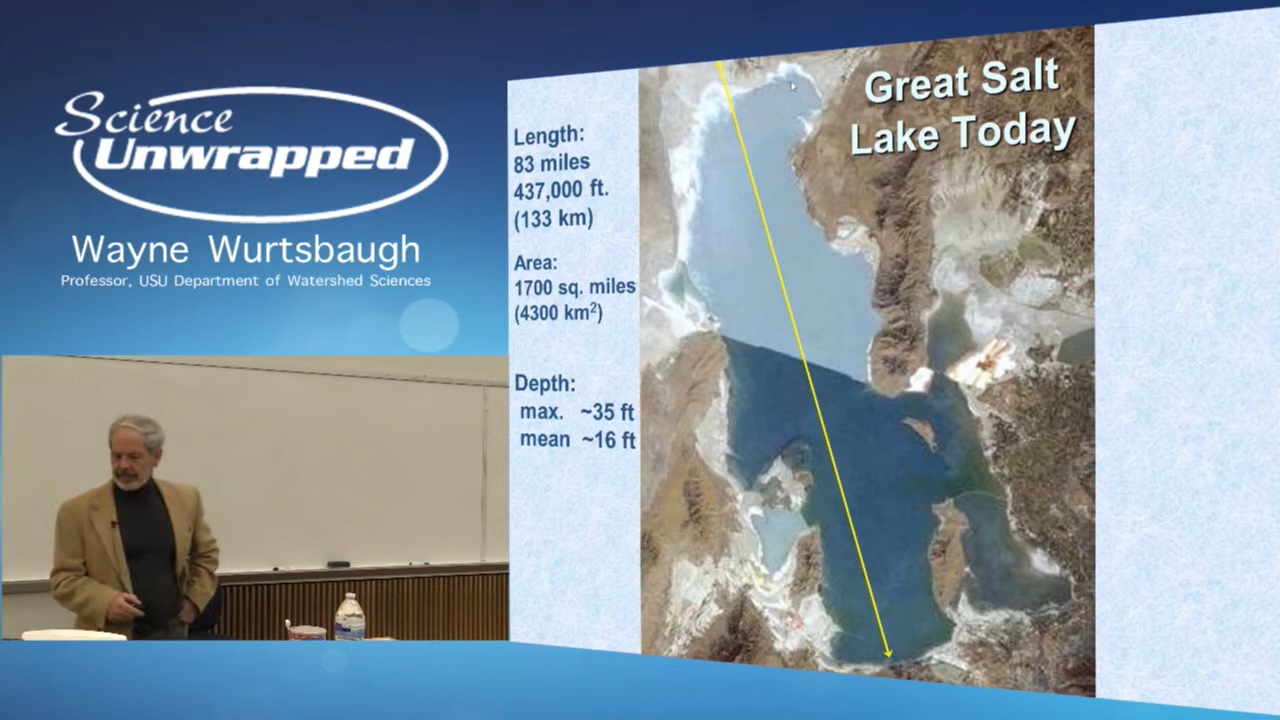 Science
Unwrapped
Wayne Wurtsbaugh
Professor, USU Department of Watershed Sciences
Great Salt
Lake Today
Length:
83 miles
437,000 ft.
(133 km)
Area:
1700 sq. miles
(4300 km²)
Depth:
max. ~35 ft
mean ~16 ft